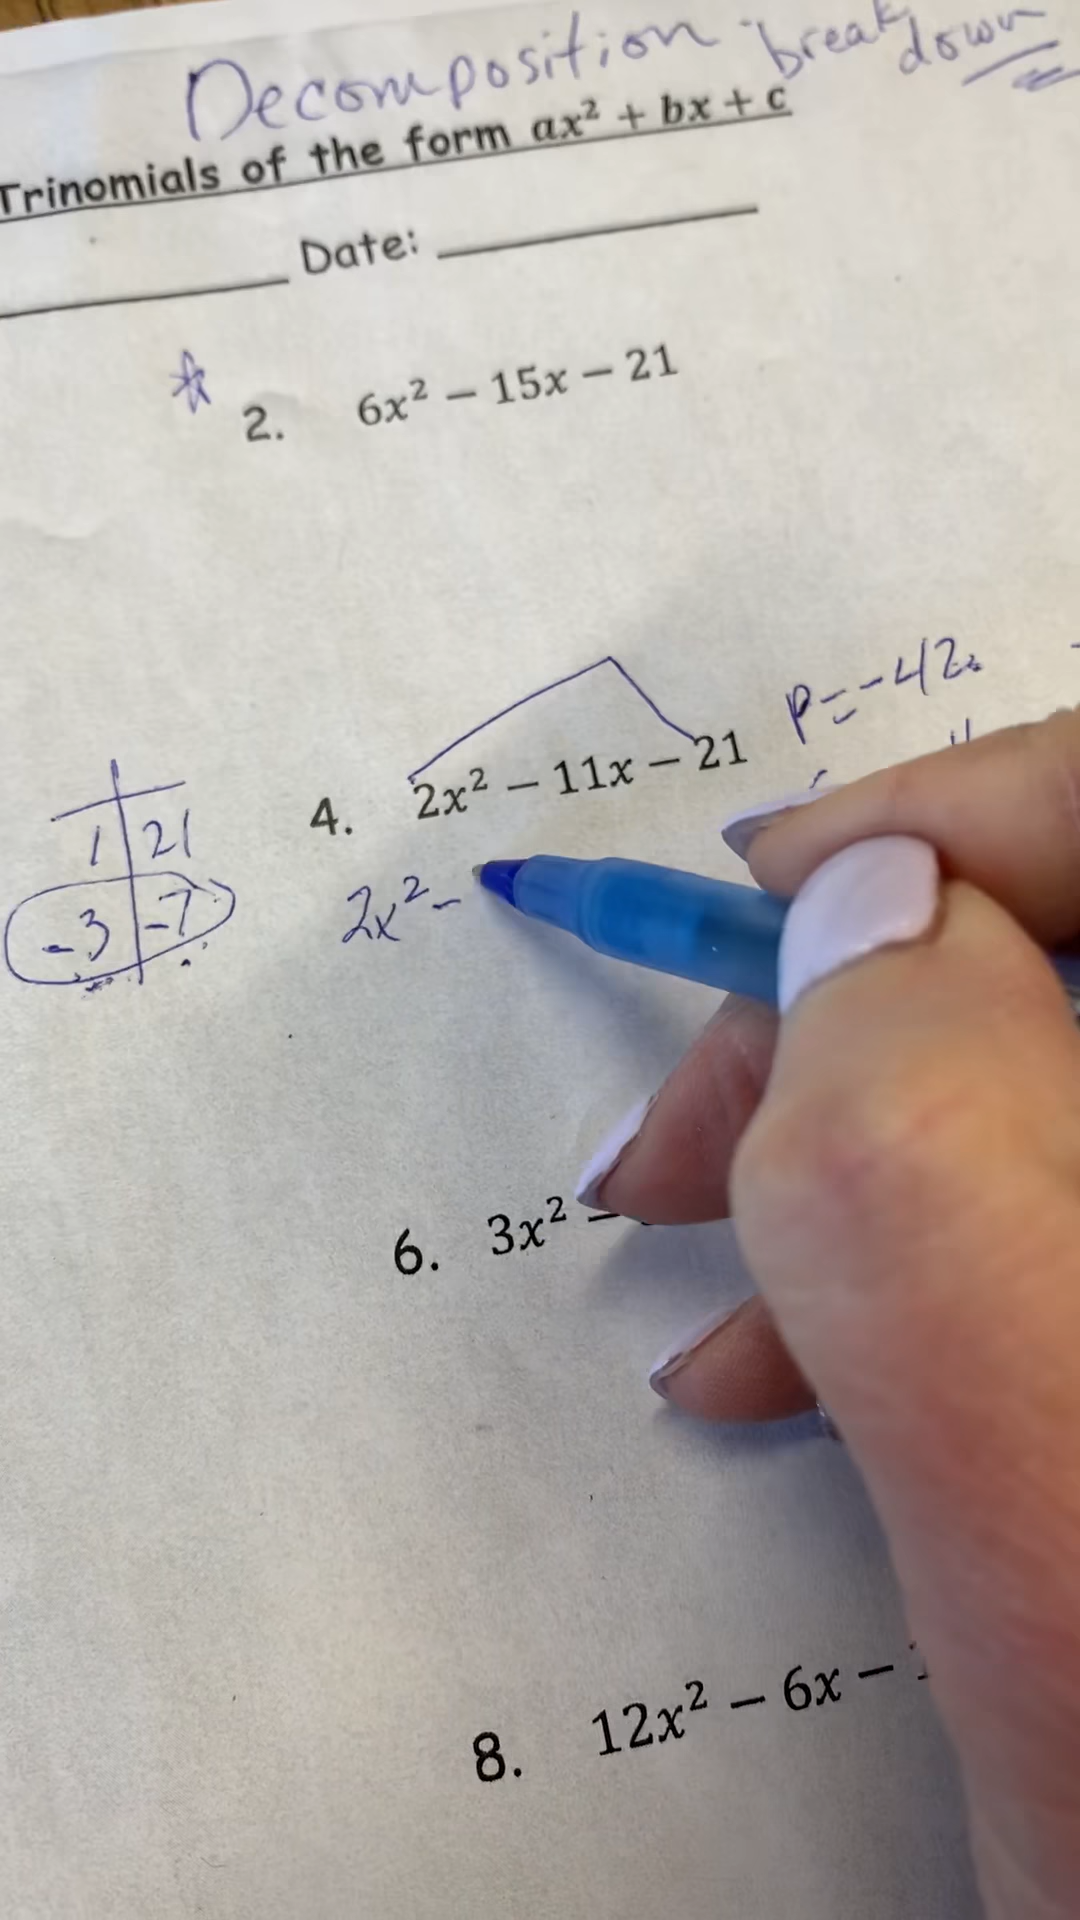 Decomposition - break down
Trinomials of the form ax² + bx + c
Date:
2. 6x² − 15x − 21
P = -42
4. 2x² − 11x − 21
1 21
-3 -7
2x² -
6. 3x² −
8. 12x² − 6x −